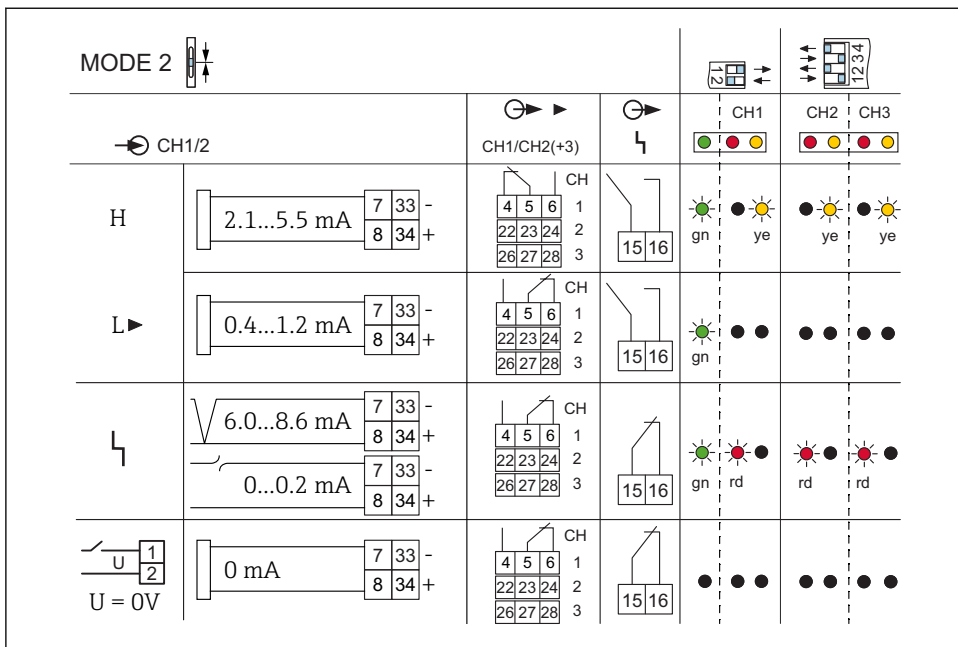 MODE 2
1 2
1 2 3 4
CH1
CH2
CH3
CH1/2
CH1/CH2(+3)
H
2.1...5.5 mA
7 33 -
8 34 +
CH
4 5 6 1
22 23 24 2
26 27 28 3
15 16
gn
ye
ye
ye
L
0.4...1.2 mA
7 33 -
8 34 +
CH
4 5 6 1
22 23 24 2
26 27 28 3
15 16
gn
6.0...8.6 mA
7 33 -
8 34 +
0...0.2 mA
7 33 -
8 34 +
CH
4 5 6 1
22 23 24 2
26 27 28 3
15 16
gn
rd
rd
rd
U
1
2
U = 0V
0 mA
7 33 -
8 34 +
CH
4 5 6 1
22 23 24 2
26 27 28 3
15 16